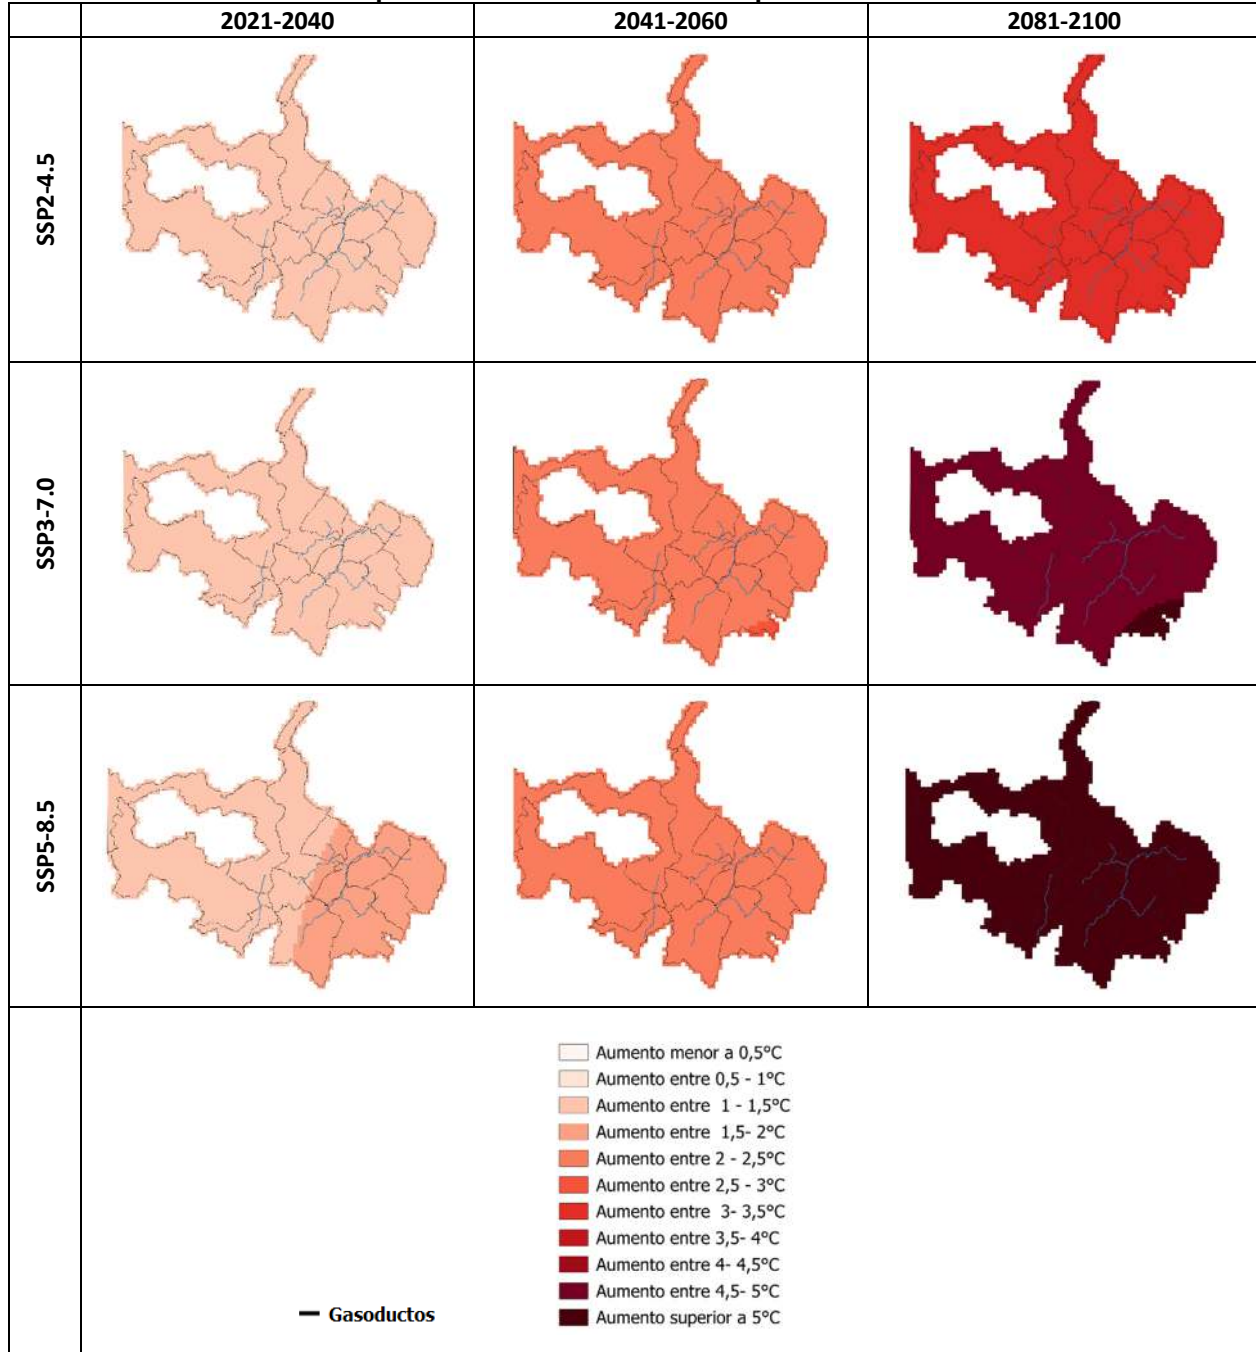 2021-2040 2041-2060 2081-2100
SSP2-4.5
SSP3-7.0
SSP5-8.5
Aumento menor a 0,5°C
Aumento entre 0,5 - 1°C
Aumento entre 1 - 1,5°C
Aumento entre 1,5- 2°C
Aumento entre 2 - 2,5°C
Aumento entre 2,5 - 3°C
Aumento entre 3- 3,5°C
Aumento entre 3,5- 4°C
Aumento entre 4- 4,5°C
Aumento entre 4,5- 5°C
Aumento superior a 5°C
Gasoductos